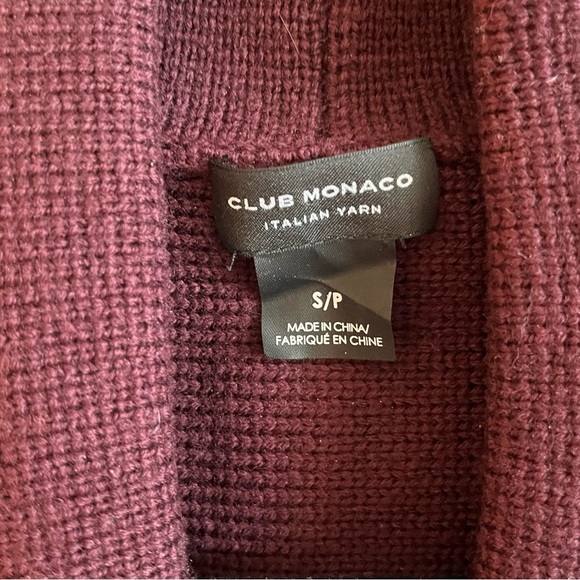 CLUB MONACO
ITALIAN YARN
S/P
MADE IN CHINA/
FABRIQUÉ EN CHINE